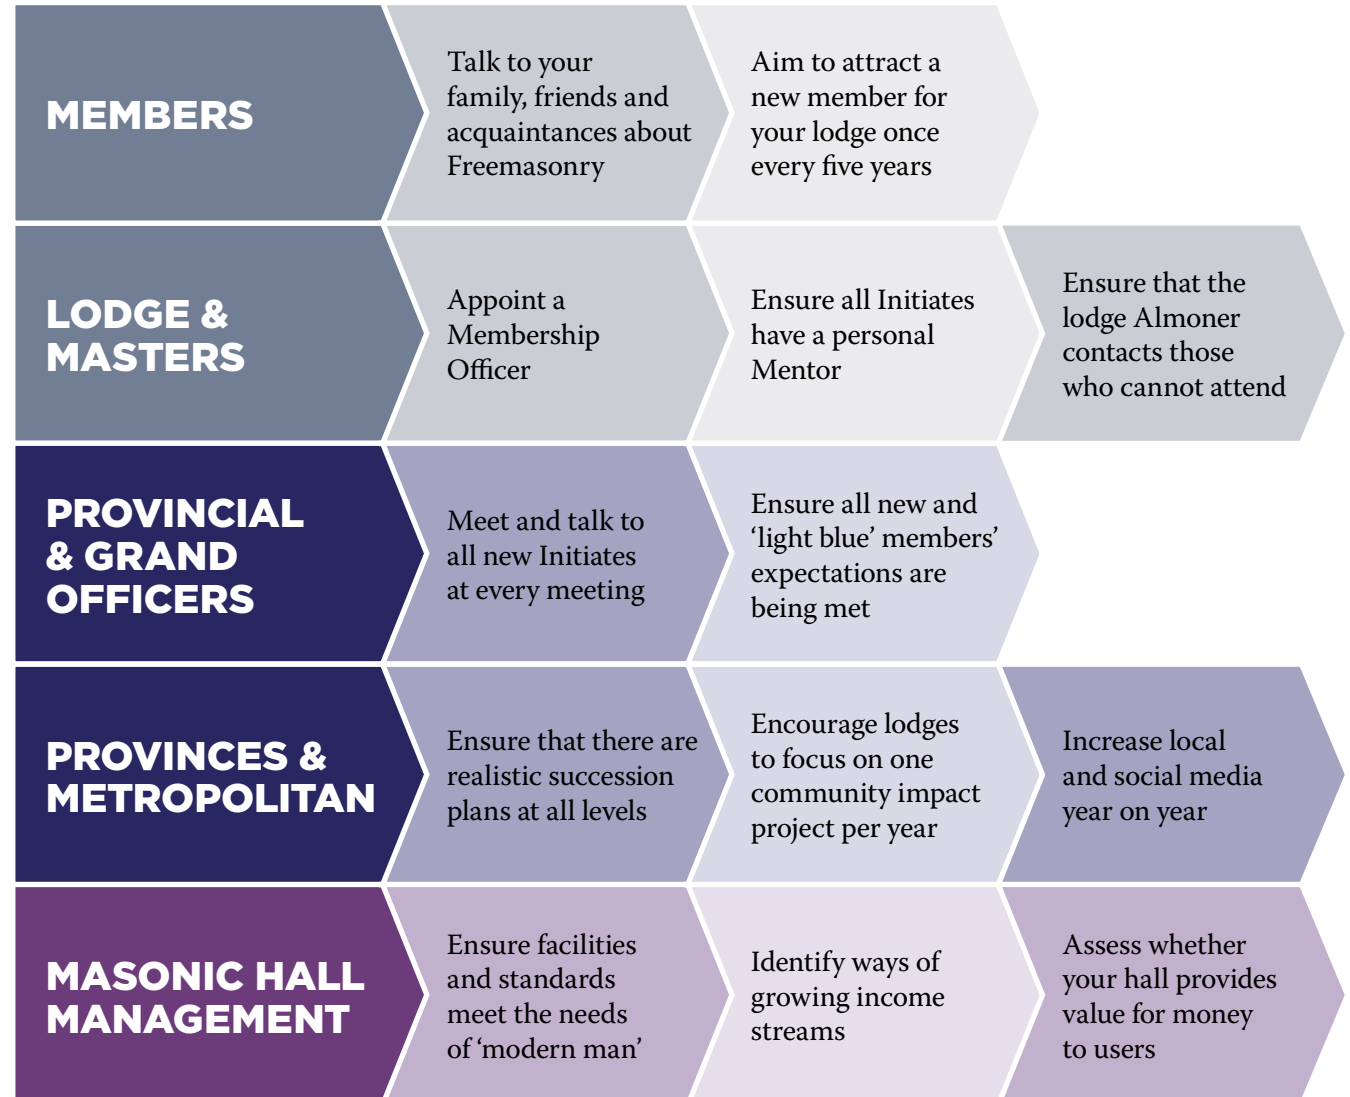 MEMBERS
Talk to your
family, friends and
acquaintances about
Freemasonry
Aim to attract a
new member for
your lodge once
every five years
LODGE &
MASTERS
Appoint a
Membership
Officer
Ensure all Initiates
have a personal
Mentor
Ensure that the
lodge Almoner
contacts those
who cannot attend
PROVINCIAL
& GRAND
OFFICERS
Meet and talk to
all new Initiates
at every meeting
Ensure all new and
‘light blue’ members’
expectations are
being met
PROVINCES &
METROPOLITAN
Ensure that there are
realistic succession
plans at all levels
Encourage lodges
to focus on one
community impact
project per year
Increase local
and social media
year on year
MASONIC HALL
MANAGEMENT
Ensure facilities
and standards
meet the needs
of ‘modern man’
Identify ways of
growing income
streams
Assess whether
your hall provides
value for money
to users